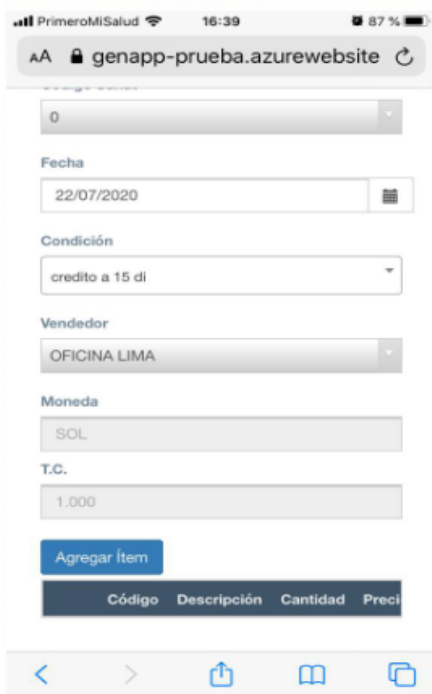 PrimeroMiSalud 16:39 87 %
AA genapp-prueba.azurewebsite
0
Fecha
22/07/2020
Condición
credito a 15 di
Vendedor
OFICINA LIMA
Moneda
SOL
T.C.
1.000
Agregar Ítem
Código Descripción Cantidad Preci